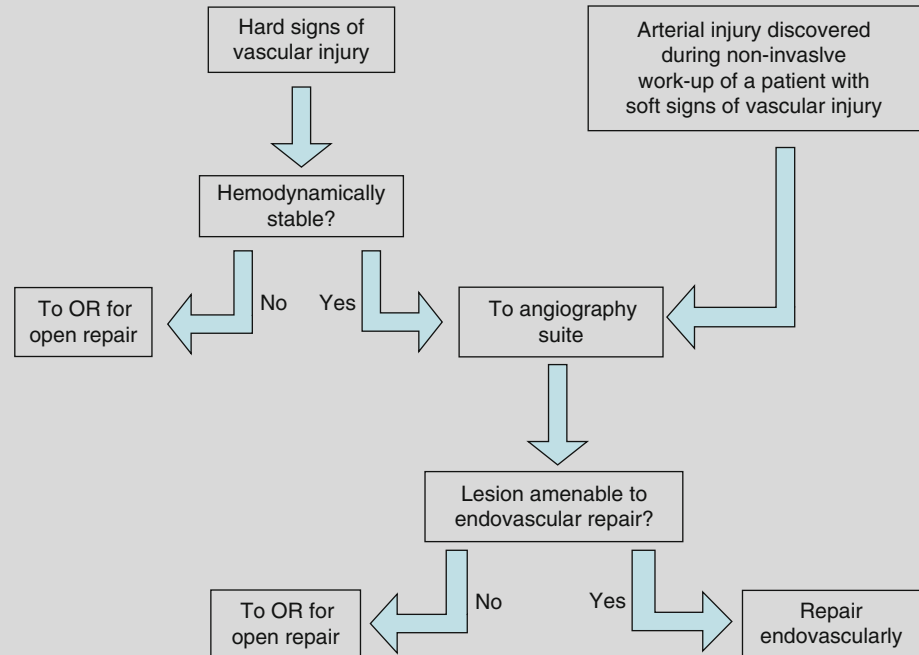 Hard signs of
vascular injury
Arterial injury discovered
during non-invaslve
work-up of a patient with
soft signs of vascular injury
Hemodynamically
stable?
No
Yes
To OR for
open repair
To angiography
suite
Lesion amenable to
endovascular repair?
No
Yes
To OR for
open repair
Repair
endovascularly